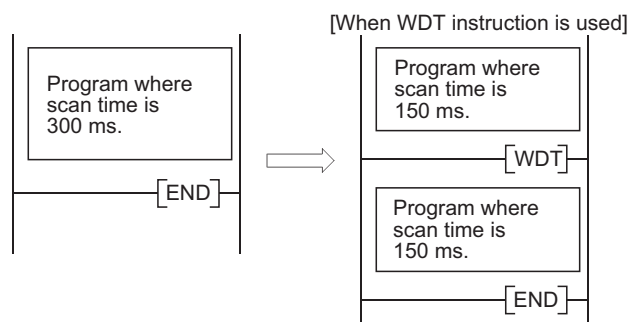 [When WDT instruction is used]
Program where
scan time is
300 ms.
[END]
Program where
scan time is
150 ms.
[WDT]
Program where
scan time is
150 ms.
[END]